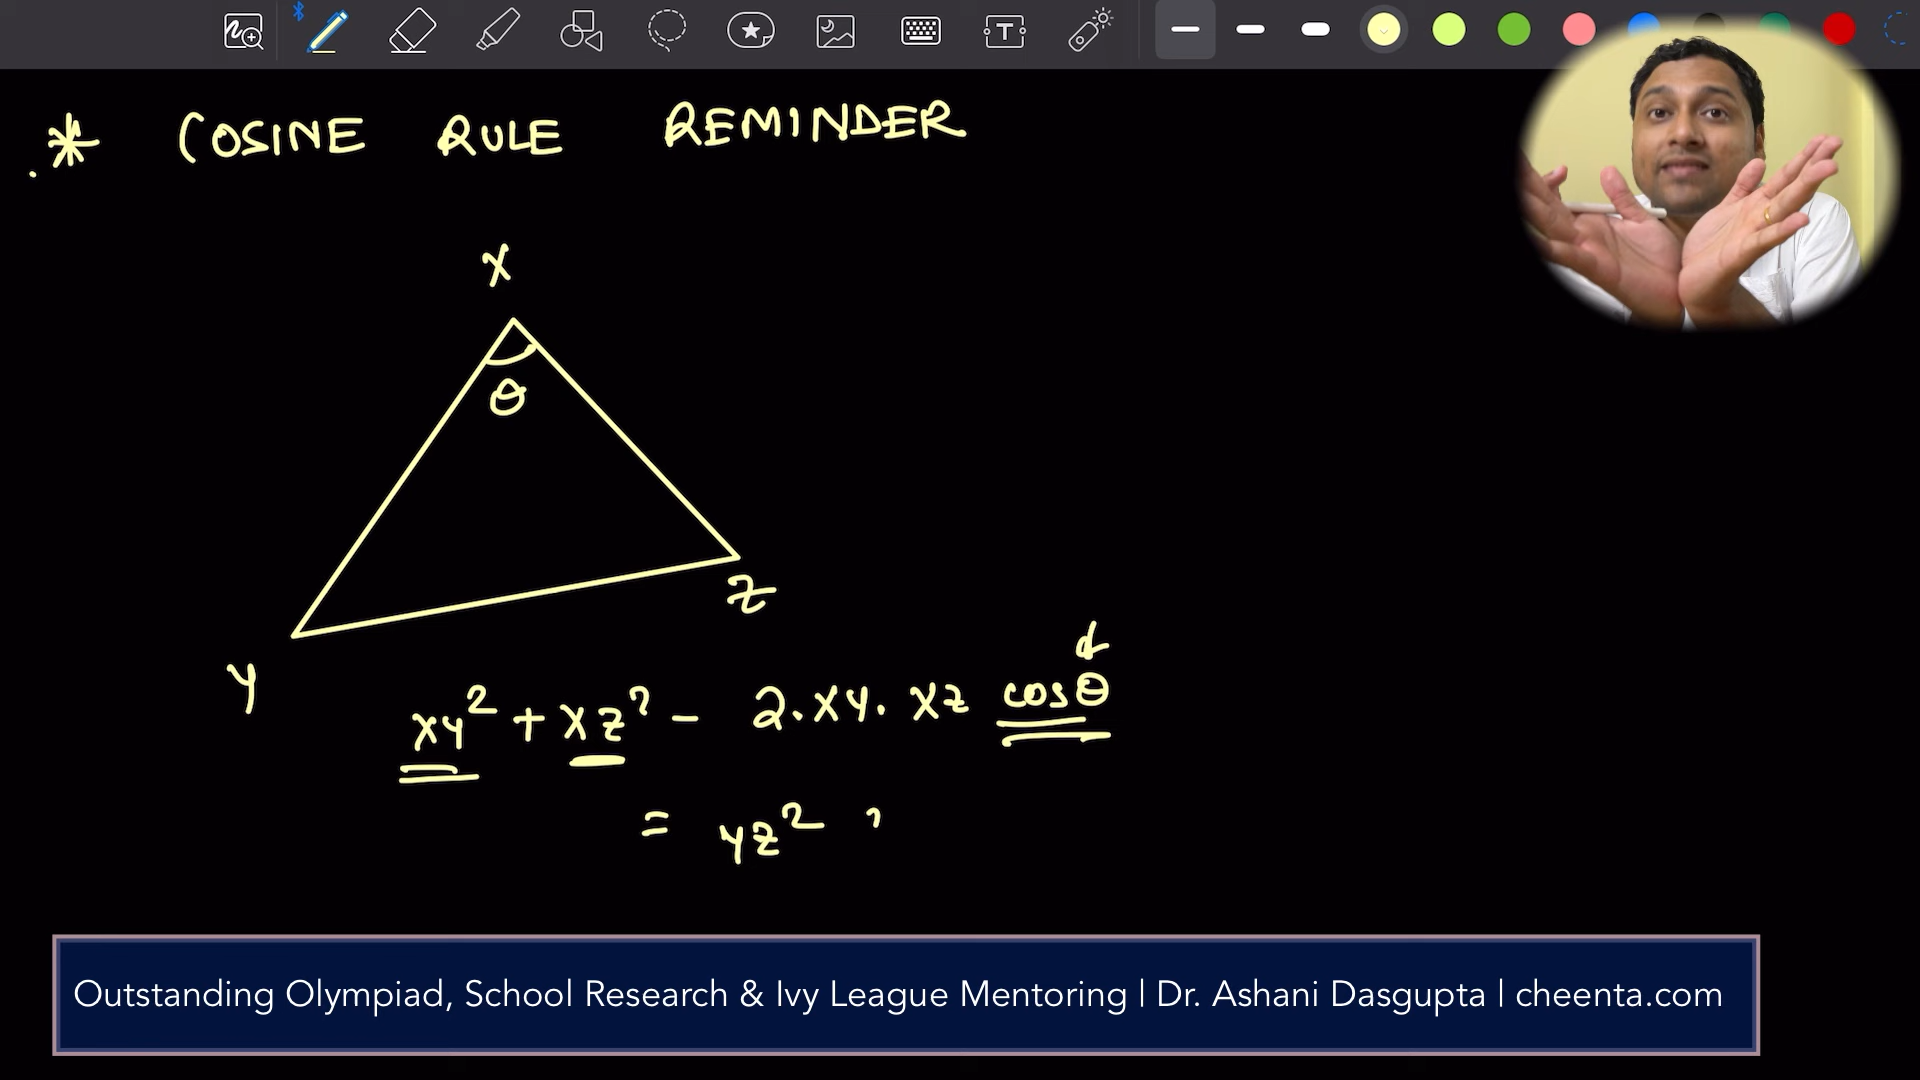 * COSINE RULE REMINDER
X
θ
Z
Y
XY² + XZ² - 2.XY. XZ cosθ
= YZ² ,
Outstanding Olympiad, School Research & Ivy League Mentoring | Dr. Ashani Dasgupta | cheenta.com